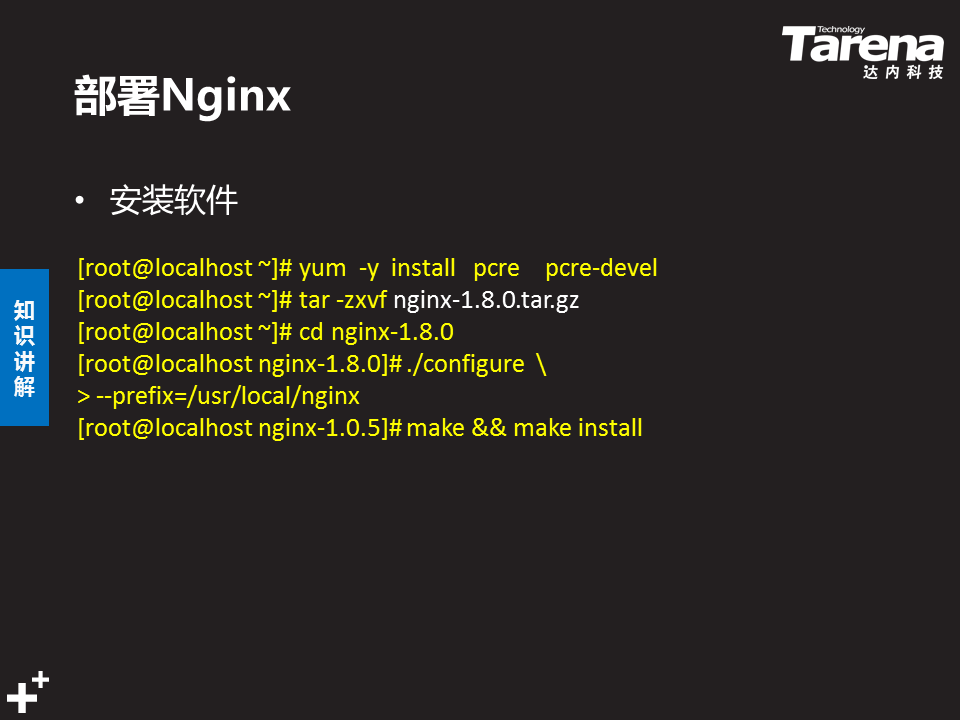 Technology
Tarena
达内科技
部署Nginx
• 安装软件
[root@localhost ~]# yum -y install pcre pcre-devel
[root@localhost ~]# tar -zxvf nginx-1.8.0.tar.gz
[root@localhost ~]# cd nginx-1.8.0
[root@localhost nginx-1.8.0]# ./configure \
> --prefix=/usr/local/nginx
[root@localhost nginx-1.0.5]# make && make install
知识讲解